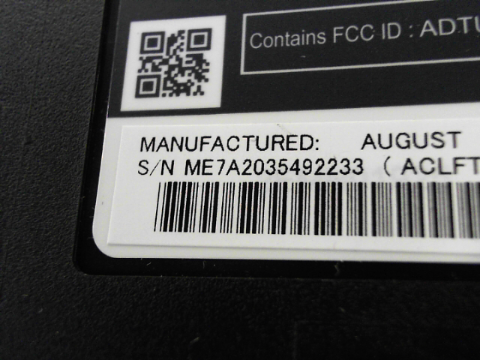 Contains FCC ID : ADTU
MANUFACTURED: AUGUST
S/N ME7A2035492233 ( ACLFT